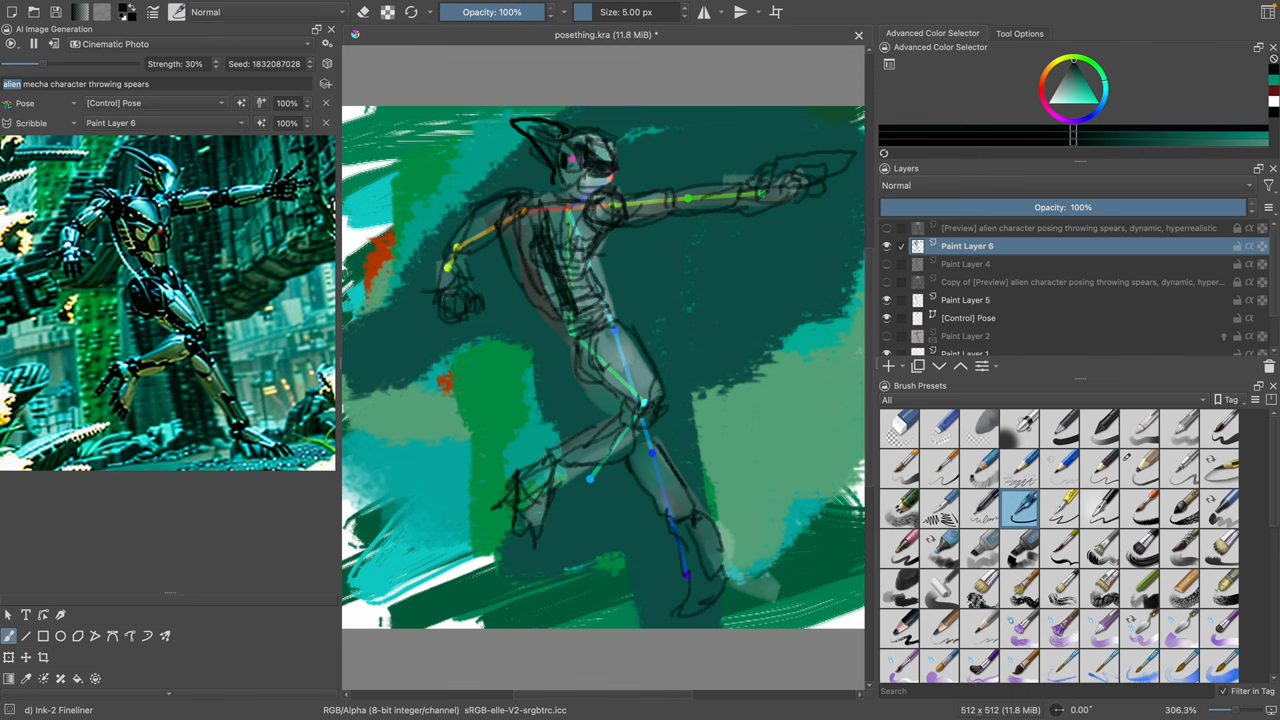 Normal
Opacity: 100%
Size: 5.00 px
AI Image Generation
Cinematic Photo
Strength: 30%
Seed: 1832087028
alien mecha character throwing spears
Pose
[Control] Pose
100%
Scribble
Paint Layer 6
100%
posething.kra (11.8 MiB) *
Advanced Color Selector
Tool Options
Advanced Color Selector
Layers
Normal
Opacity: 100%
[Preview] alien character posing throwing spears, dynamic, hyperrealistic
Paint Layer 6
Paint Layer 4
Copy of [Preview] alien character posing throwing spears, dynamic, hyper...
Paint Layer 5
[Control] Pose
Paint Layer 2
Paint Layer 1
Brush Presets
All
Tag
Search
Filter in Tag
d) Ink-2 Fineliner
RGB/Alpha (8-bit integer/channel) sRGB-elle-V2-srgbtrc.icc
512 x 512 (11.8 MiB)
0.00°
306.3%